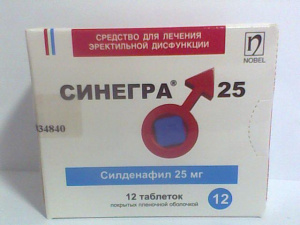 СРЕДСТВО ДЛЯ ЛЕЧЕНИЯ
ЭРЕКТИЛЬНОЙ ДИСФУНКЦИИ
NOBEL
СИНЕГРА® 25
34840
Силденафил 25 мг
12 таблеток
покрытых пленочной оболочкой
12